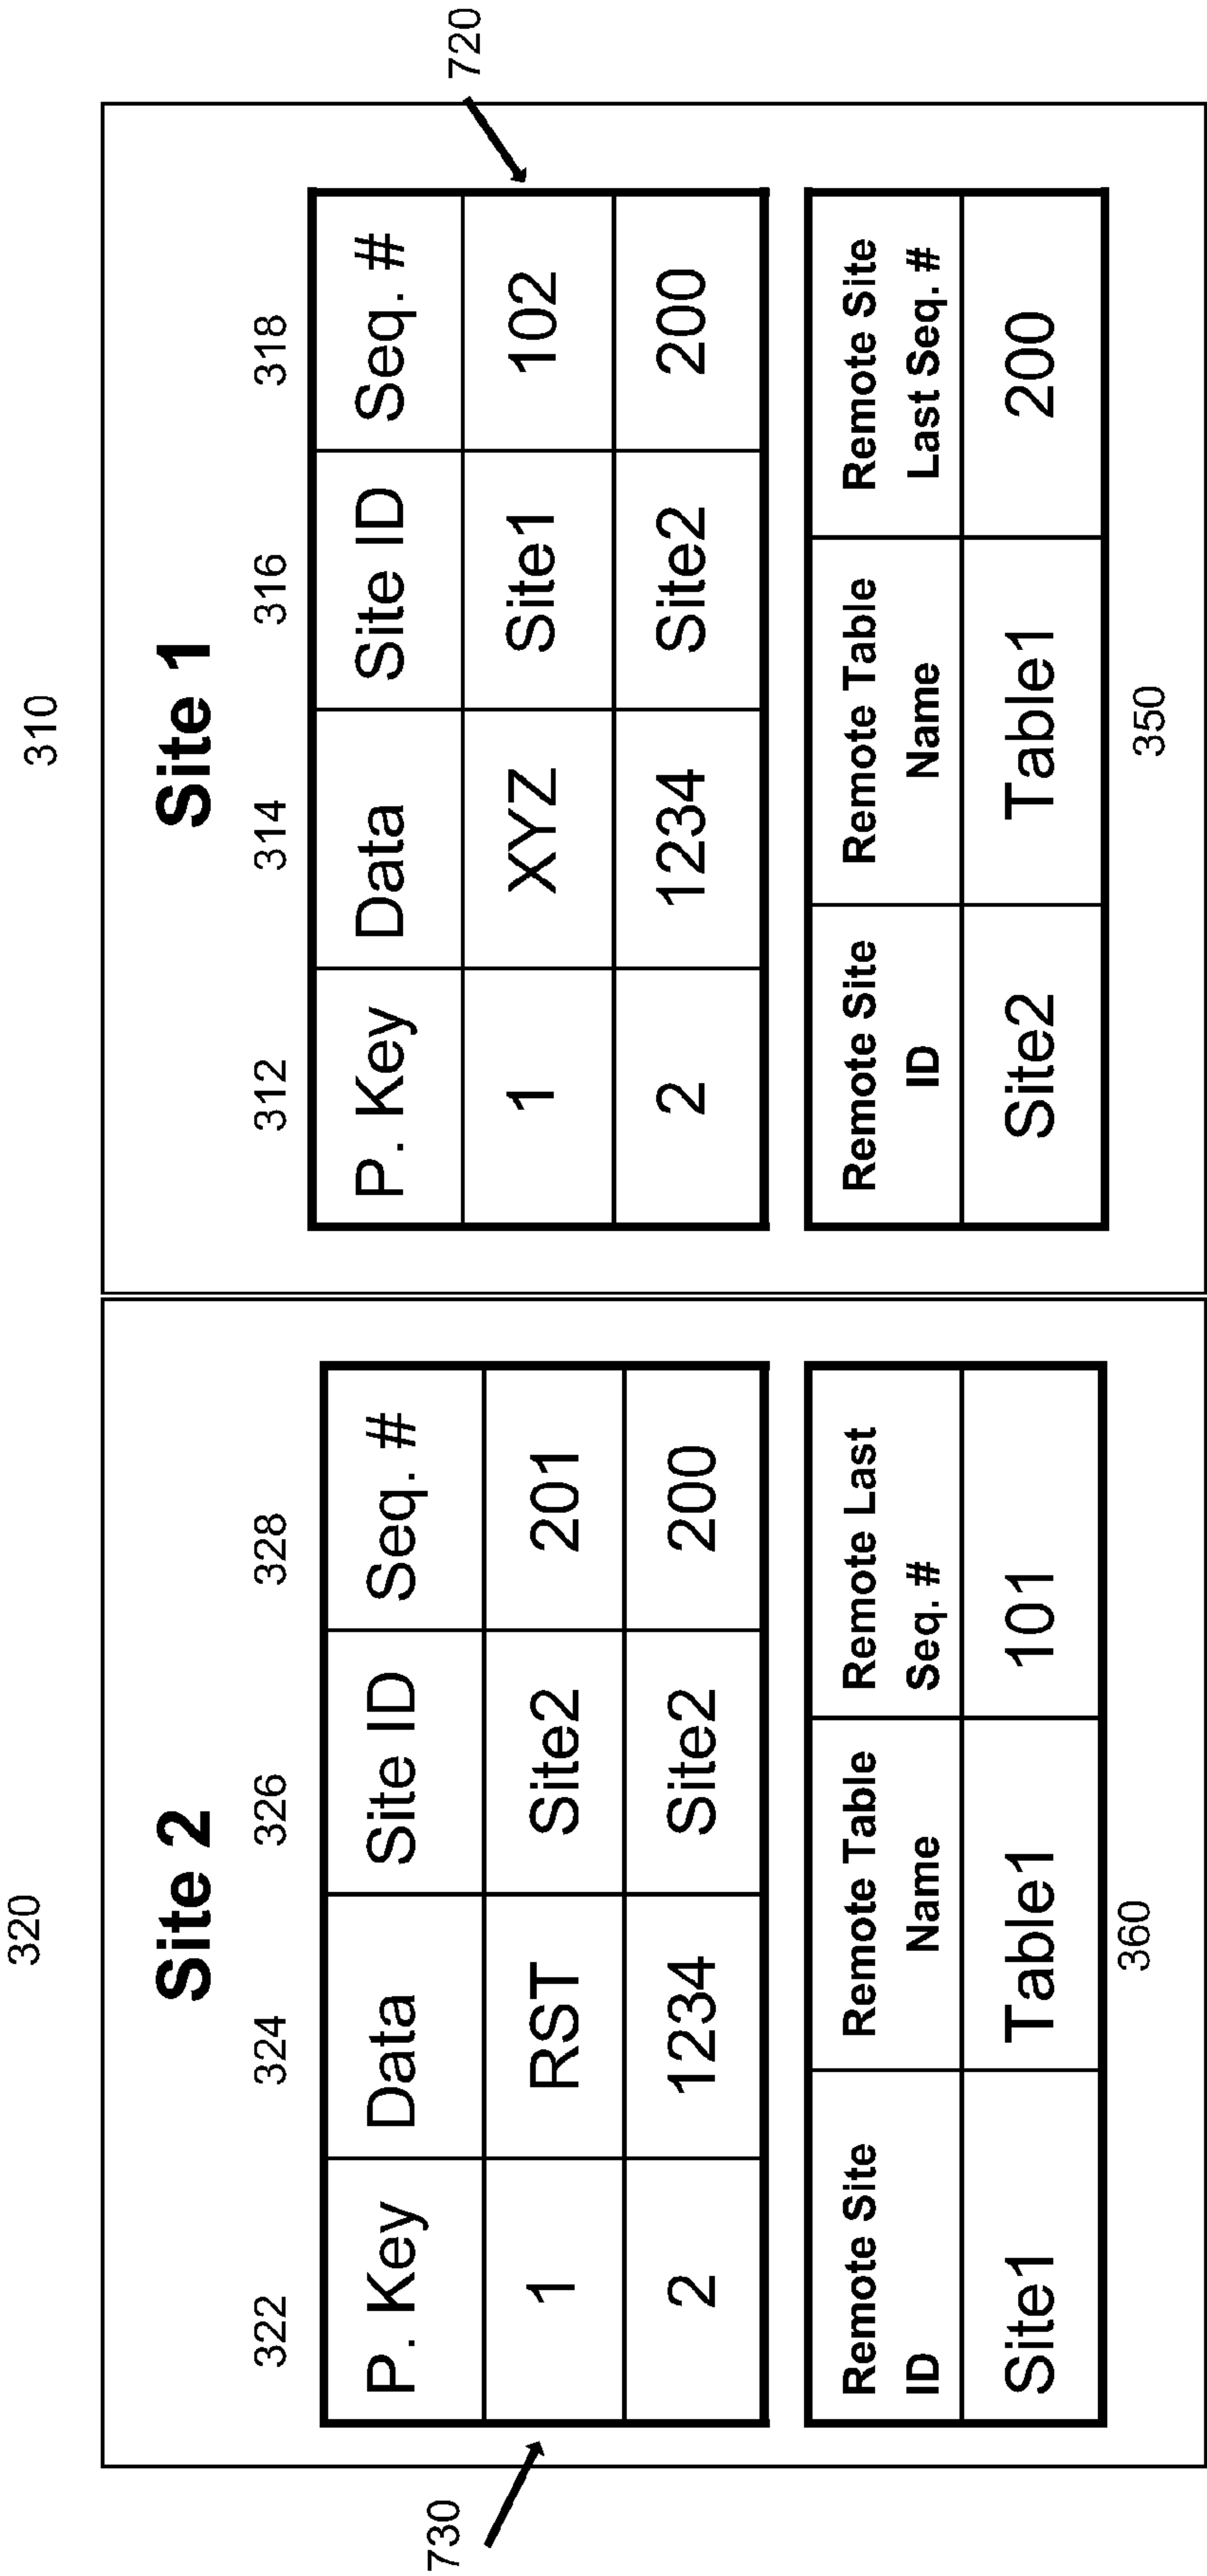 320
310
Site 2
Site 1
322 324 326 328
312 314 316 318
P. Key Data Site ID Seq. #
1 RST Site2 201
2 1234 Site2 200
730
P. Key Data Site ID Seq. #
1 XYZ Site1 102
2 1234 Site2 200
720
Remote Site Remote Table Remote Last
ID Name Seq. #
Site1 Table1 101
360
Remote Site Remote Table Remote Site
ID Name Last Seq. #
Site2 Table1 200
350